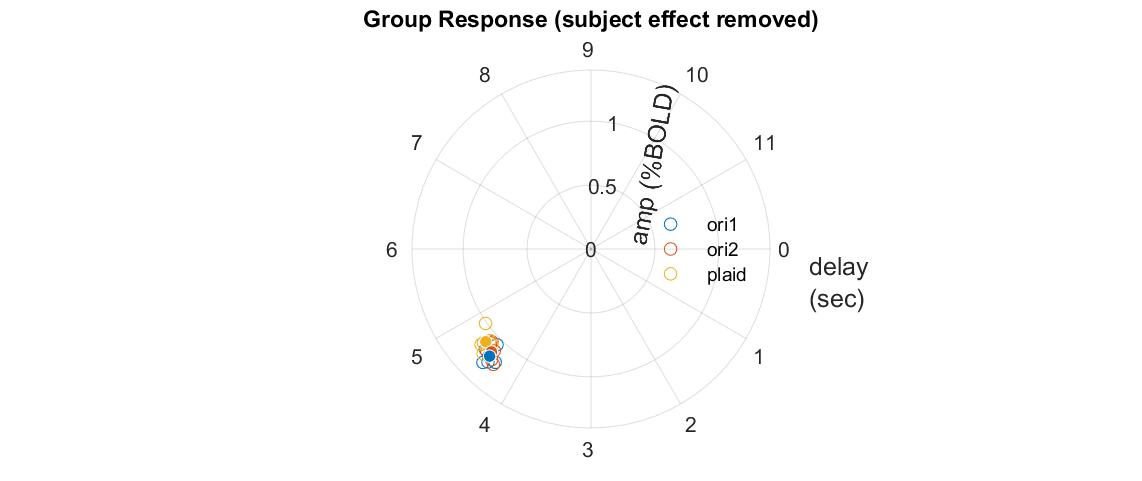 Group Response (subject effect removed)
9
8
10
1
7
11
0.5
amp (%BOLD)
ori1
6
0
ori2
0
delay
(sec)
plaid
5
1
4
2
3